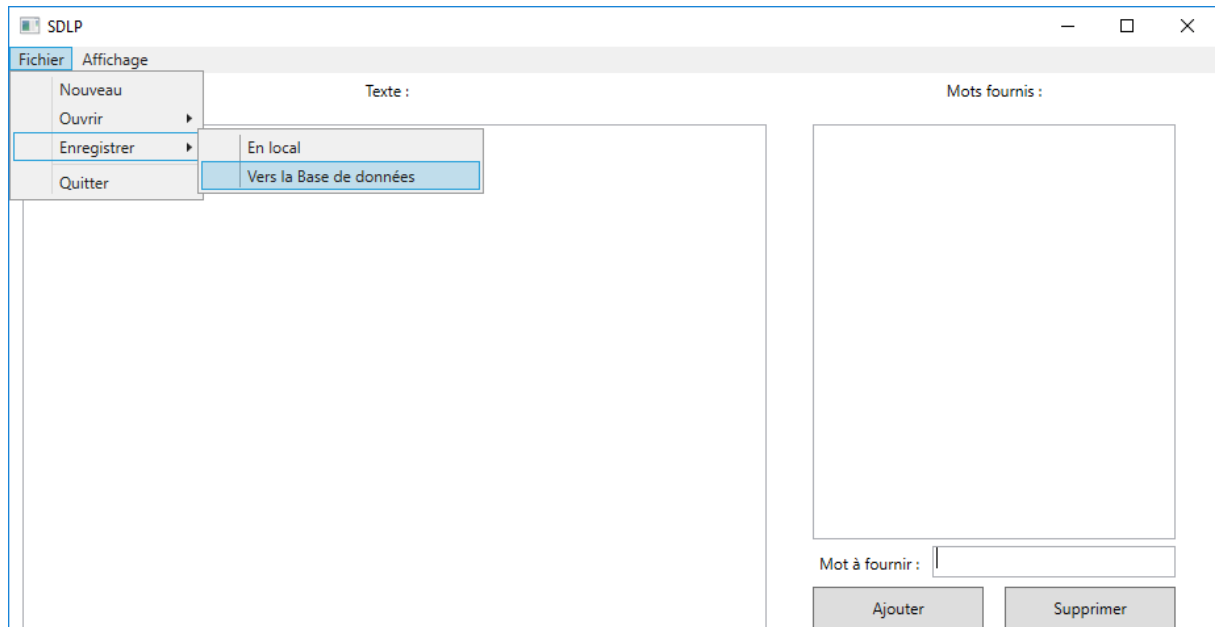 SDLP
Fichier Affichage
Nouveau
Texte :
Mots fournis :
Ouvrir
Enregistrer
En local
Vers la Base de données
Quitter
Mot à fournir :
Ajouter
Supprimer